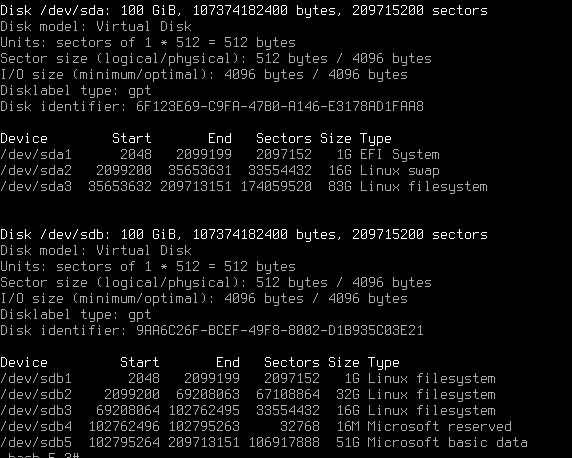 Disk /dev/sda: 100 GiB, 107374182400 bytes, 209715200 sectors
Disk model: Virtual Disk
Units: sectors of 1 * 512 = 512 bytes
Sector size (logical/physical): 512 bytes / 4096 bytes
I/O size (minimum/optimal): 4096 bytes / 4096 bytes
Disklabel type: gpt
Disk identifier: 6F123E69-C9FA-47B0-A146-E3178AD1FAA8
Device Start End Sectors Size Type
/dev/sda1 2048 2099199 2097152 1G EFI System
/dev/sda2 2099200 35653631 33554432 16G Linux swap
/dev/sda3 35653632 209713151 174059520 83G Linux filesystem
Disk /dev/sdb: 100 GiB, 107374182400 bytes, 209715200 sectors
Disk model: Virtual Disk
Units: sectors of 1 * 512 = 512 bytes
Sector size (logical/physical): 512 bytes / 4096 bytes
I/O size (minimum/optimal): 4096 bytes / 4096 bytes
Disklabel type: gpt
Disk identifier: 9AA6C26F-BCEF-49F8-8002-D1B935C03E21
Device Start End Sectors Size Type
/dev/sdb1 2048 2099199 2097152 1G Linux filesystem
/dev/sdb2 2099200 69208063 67108864 32G Linux filesystem
/dev/sdb3 69208064 102762495 33554432 16G Linux filesystem
/dev/sdb4 102762496 102795263 32768 16M Microsoft reserved
/dev/sdb5 102795264 209713151 106917888 51G Microsoft basic data